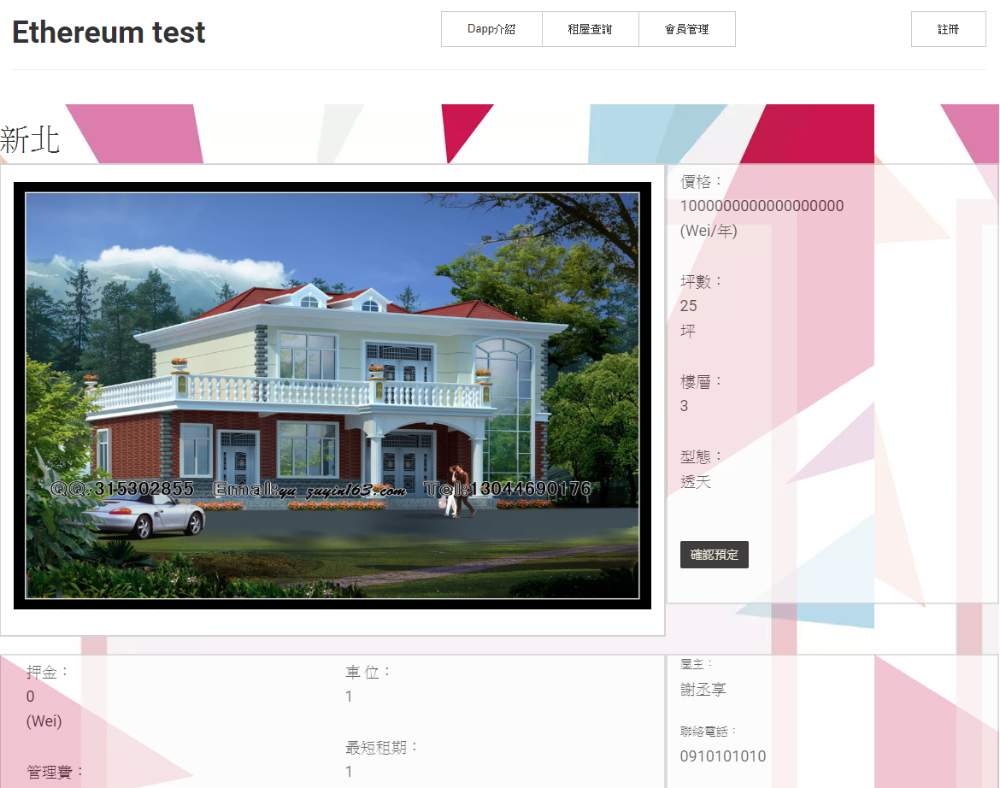 Ethereum test
Dapp介紹
租屋查詢
會員管理
註冊
新北
QQ:315302855 Emal:yu_zuyin163.com Tel:13044690176
價格：
1000000000000000000
(Wei/年)
坪數：
25
坪
樓層：
3
型態：
透天
確認預定
押金：
0
(Wei)
管理費：
車 位：
1
最短租期：
1
屋主：
謝丞享
聯絡電話：
0910101010